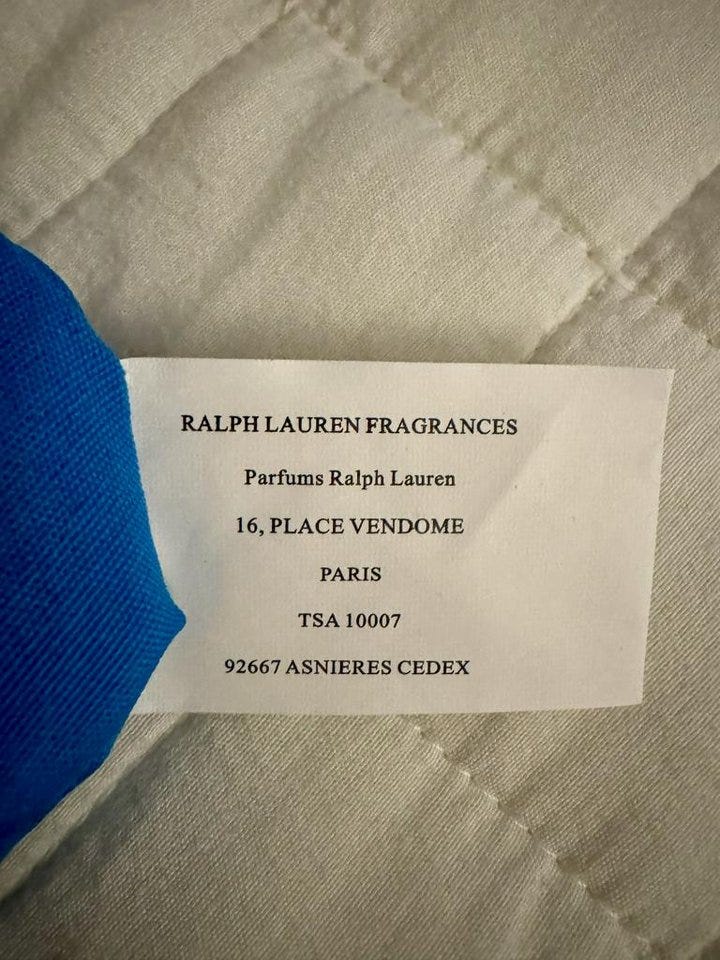 RALPH LAUREN FRAGRANCES
Parfums Ralph Lauren
16, PLACE VENDOME
PARIS
TSA 10007
92667 ASNIERES CEDEX